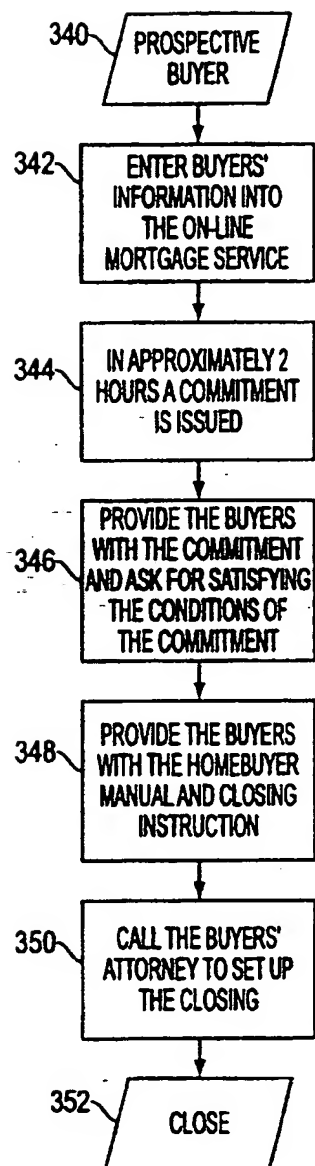 340
PROSPECTIVE
BUYER
342
ENTER BUYERS'
INFORMATION INTO
THE ON-LINE
MORTGAGE SERVICE
344
IN APPROXIMATELY 2
HOURS A COMMITMENT
IS ISSUED
346
PROVIDE THE BUYERS
WITH THE COMMITMENT
AND ASK FOR SATISFYING
THE CONDITIONS OF
THE COMMITMENT
348
PROVIDE THE BUYERS
WITH THE HOMEBUYER
MANUAL AND CLOSING
INSTRUCTION
350
CALL THE BUYERS'
ATTORNEY TO SET UP
THE CLOSING
352
CLOSE